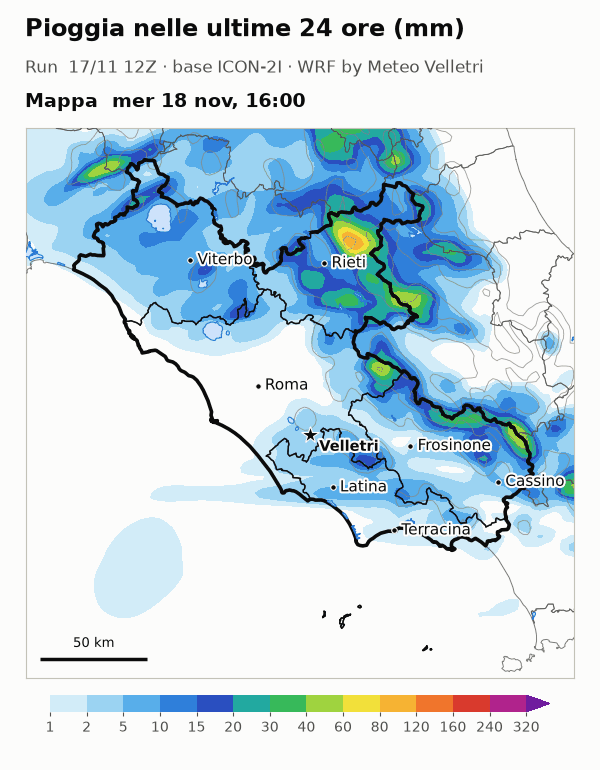 Pioggia nelle ultime 24 ore (mm)
Run 17/11 12Z · base ICON-2I · WRF by Meteo Velletri
Mappa mer 18 nov, 16:00
Viterbo
Rieti
Roma
Velletri
Frosinone
Cassino
Latina
Terracina
50 km
1 2 5 10 15 20 30 40 60 80 120 160 240 320